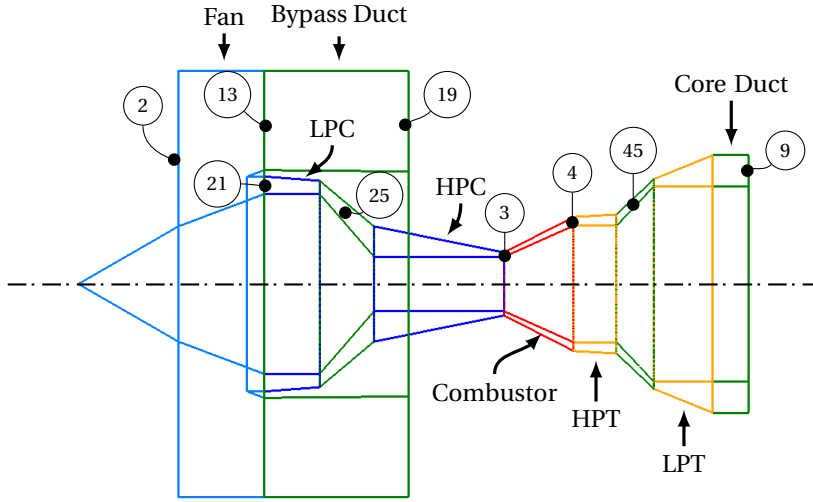 Fan
Bypass Duct
Core Duct
2
13
19
LPC
45
9
21
25
HPC
3
4
Combustor
HPT
LPT